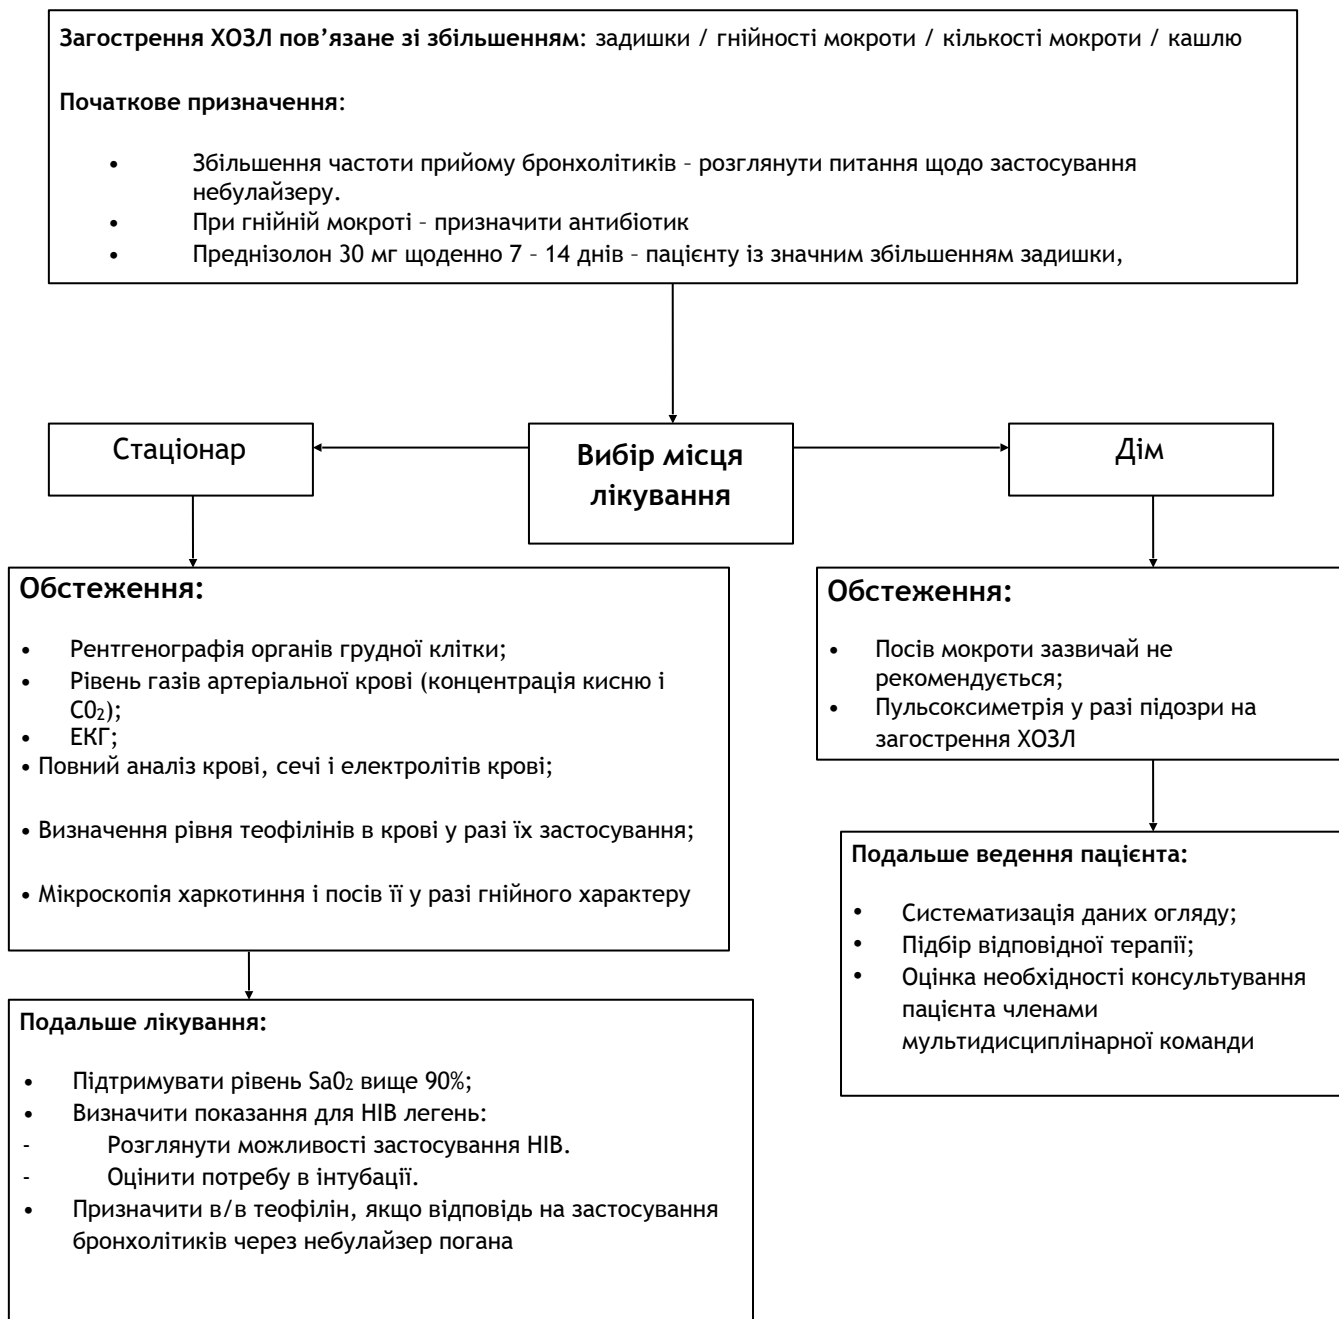 Загострення ХОЗЛ пов’язане зі збільшенням: задишки / гнійності мокроти / кількості мокроти / кашлю
Початкове призначення:
• Збільшення частоти прийому бронхолітиків – розглянути питання щодо застосування
небулайзеру.
• При гнійній мокроті – призначити антибіотик
• Преднізолон 30 мг щоденно 7 – 14 днів – пацієнту із значним збільшенням задишки,
Стаціонар
Вибір місця
лікування
Дім
Обстеження:
• Рентгенографія органів грудної клітки;
• Рівень газів артеріальної крові (концентрація кисню і
С0₂);
• ЕКГ;
• Повний аналіз крові, сечі і електролітів крові;
• Визначення рівня теофілінів в крові у разі їх застосування;
• Мікроскопія харкотиння і посів її у разі гнійного характеру
Подальше лікування:
• Підтримувати рівень Sa0₂ вище 90%;
• Визначити показання для НІВ легень:
- Розглянути можливості застосування НІВ.
- Оцінити потребу в інтубації.
• Призначити в/в теофілін, якщо відповідь на застосування
бронхолітиків через небулайзер погана
Обстеження:
• Посів мокроти зазвичай не
рекомендується;
• Пульсоксиметрія у разі підозри на
загострення ХОЗЛ
Подальше ведення пацієнта:
• Систематизація даних огляду;
• Підбір відповідної терапії;
• Оцінка необхідності консультування
пацієнта членами
мультидисциплінарної команди